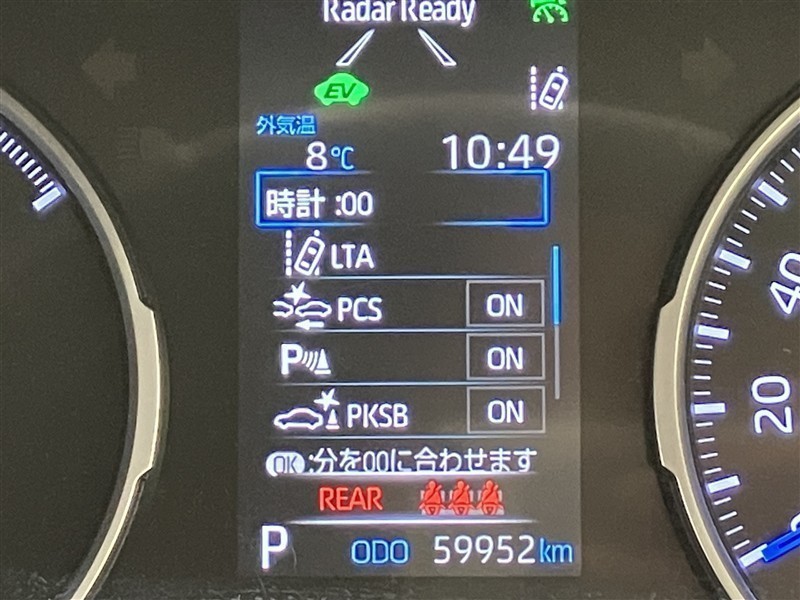 Radar Ready
EV
外気温
8℃ 10:49
時計 :00
LTA
PCS ON
P ON
PKSB ON
OK:分を00に合わせます
REAR
P ODO 59952km
40
20